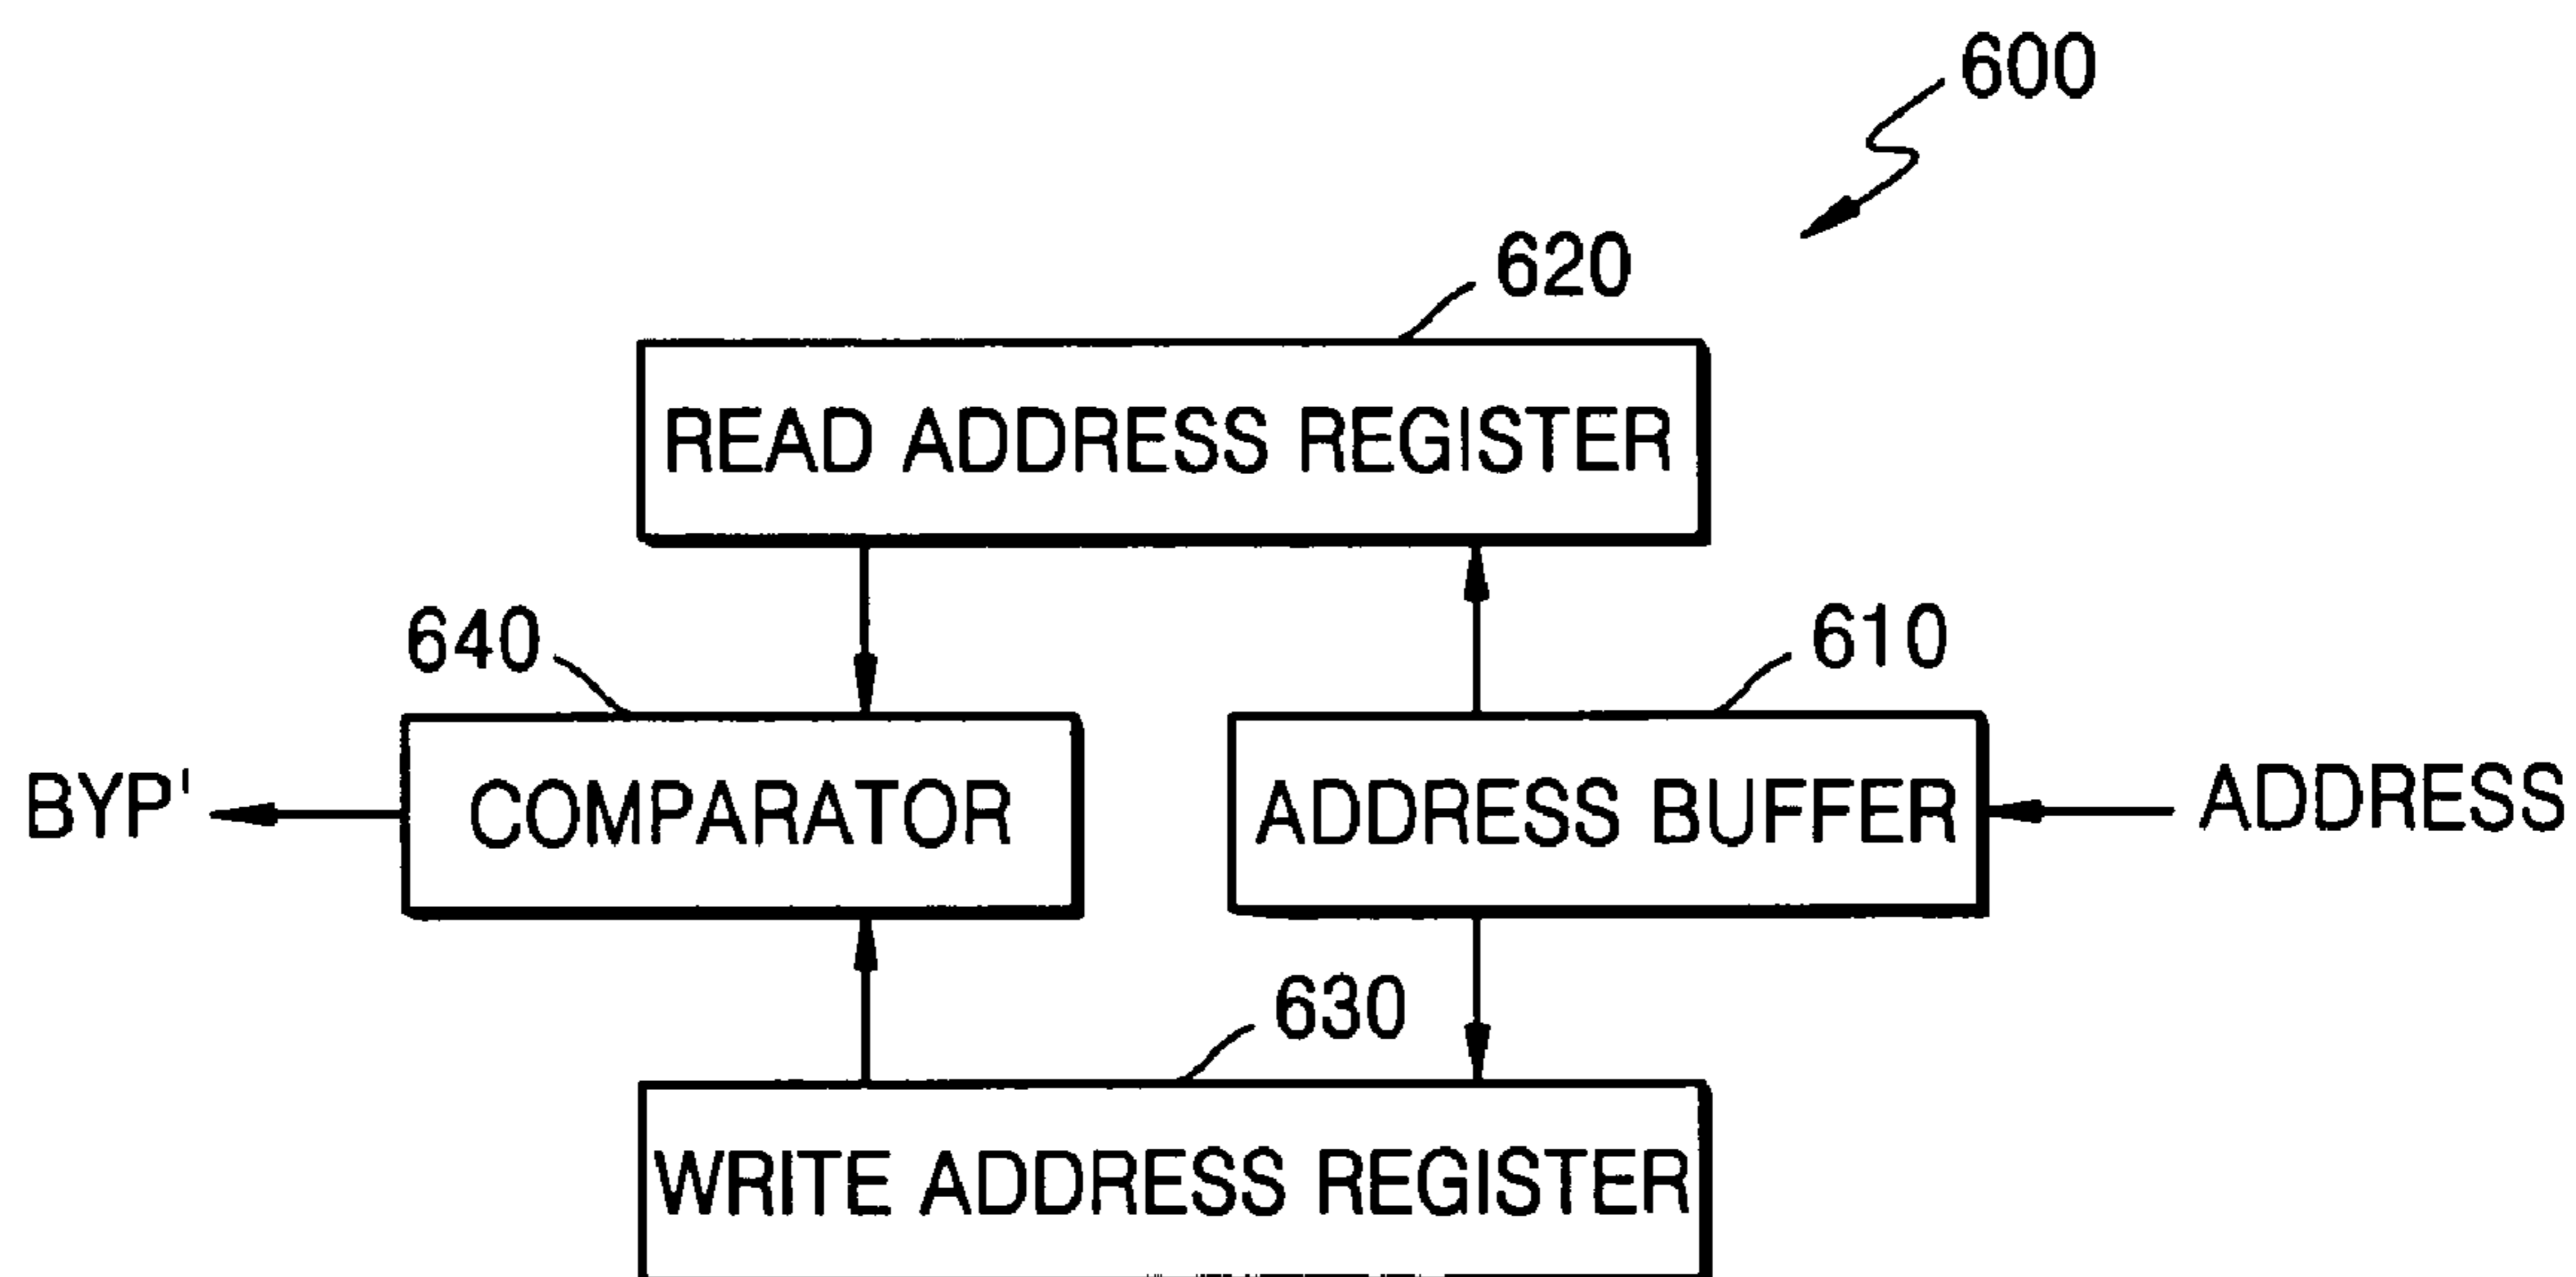 600
620
READ ADDRESS REGISTER
640
610
BYP'
COMPARATOR
ADDRESS BUFFER
ADDRESS
630
WRITE ADDRESS REGISTER